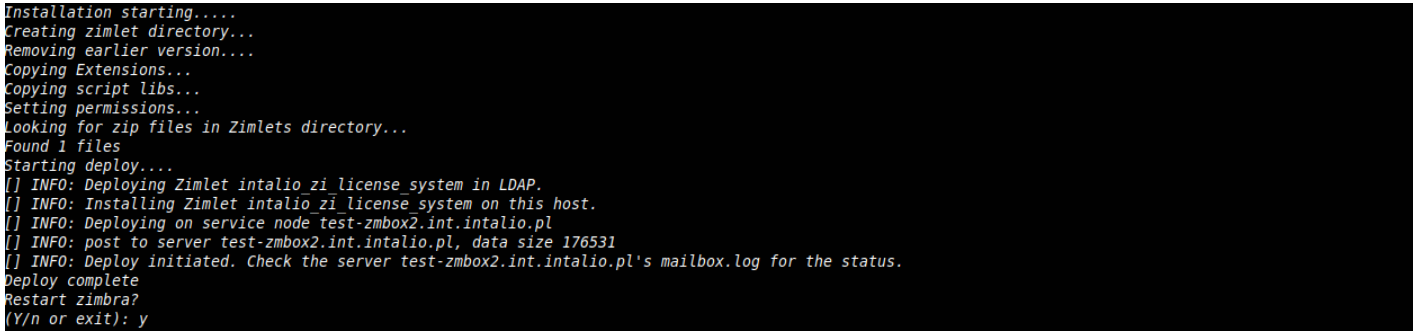 Installation starting.....
Creating zimlet directory...
Removing earlier version....
Copying Extensions...
Copying script libs...
Setting permissions...
Looking for zip files in Zimlets directory...
Found 1 files
Starting deploy....
[] INFO: Deploying Zimlet intalio_zi_license_system in LDAP.
[] INFO: Installing Zimlet intalio_zi_license_system on this host.
[] INFO: Deploying on service node test-zmbox2.int.intalio.pl
[] INFO: post to server test-zmbox2.int.intalio.pl, data size 176531
[] INFO: Deploy initiated. Check the server test-zmbox2.int.intalio.pl's mailbox.log for the status.
Deploy complete
Restart zimbra?
(Y/n or exit): y